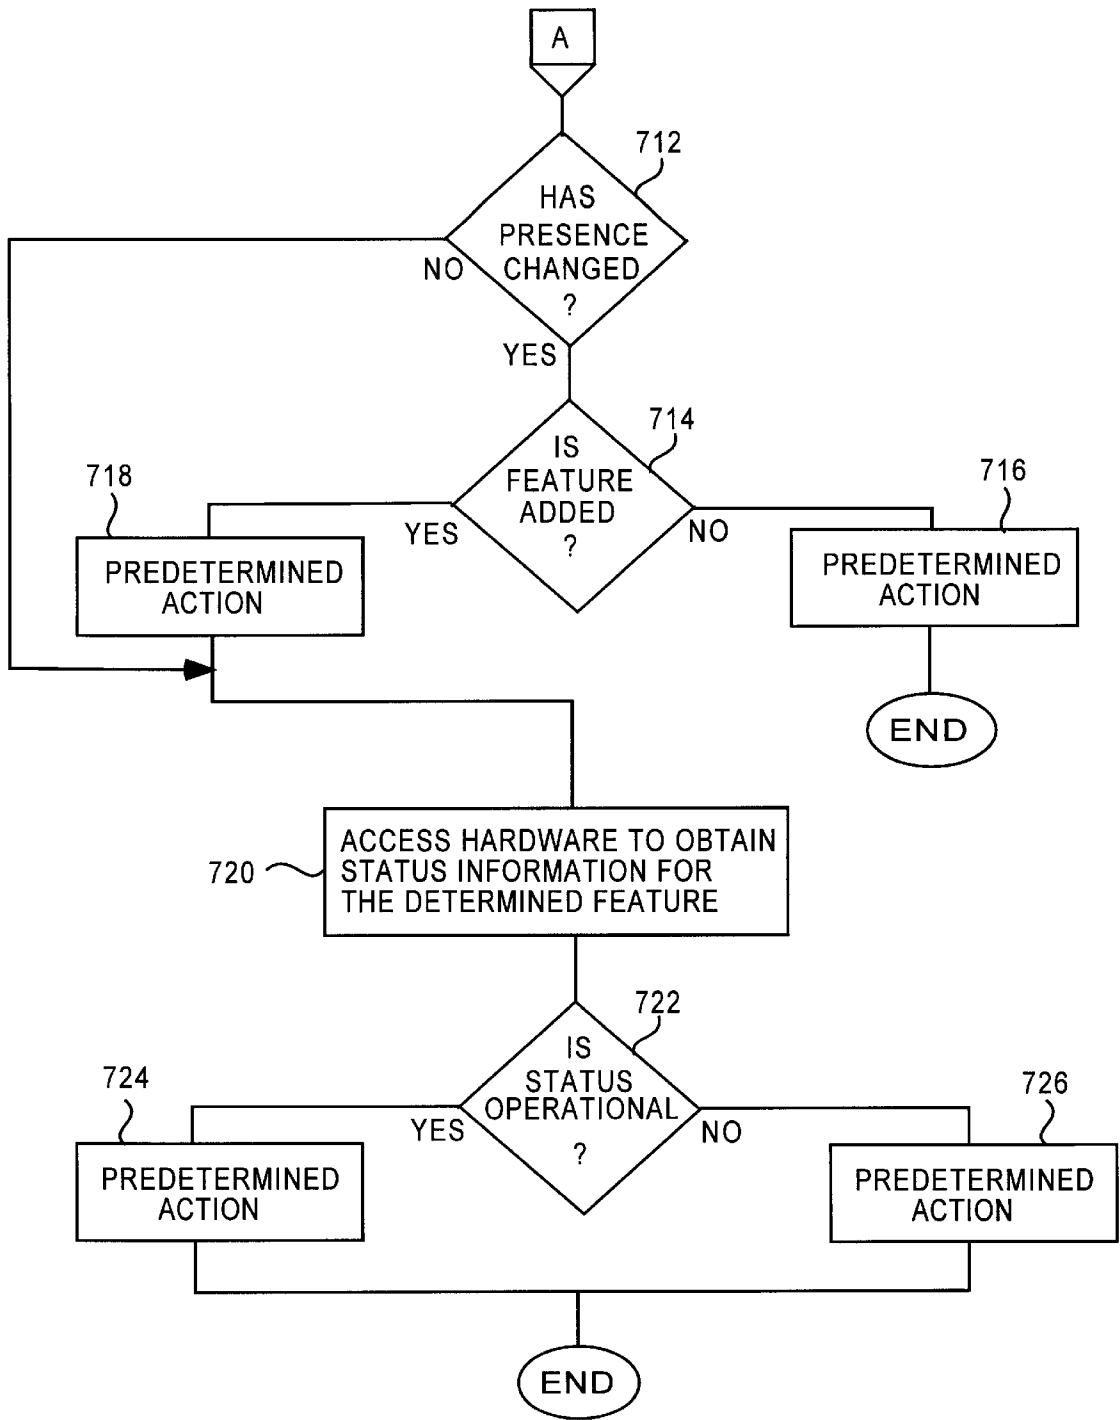 A
712
HAS
PRESENCE
CHANGED
?
NO
YES
714
IS
FEATURE
ADDED
?
YES
NO
718
PREDETERMINED
ACTION
716
PREDETERMINED
ACTION
END
720
ACCESS HARDWARE TO OBTAIN
STATUS INFORMATION FOR
THE DETERMINED FEATURE
722
IS
STATUS
OPERATIONAL
?
YES
NO
724
PREDETERMINED
ACTION
726
PREDETERMINED
ACTION
END